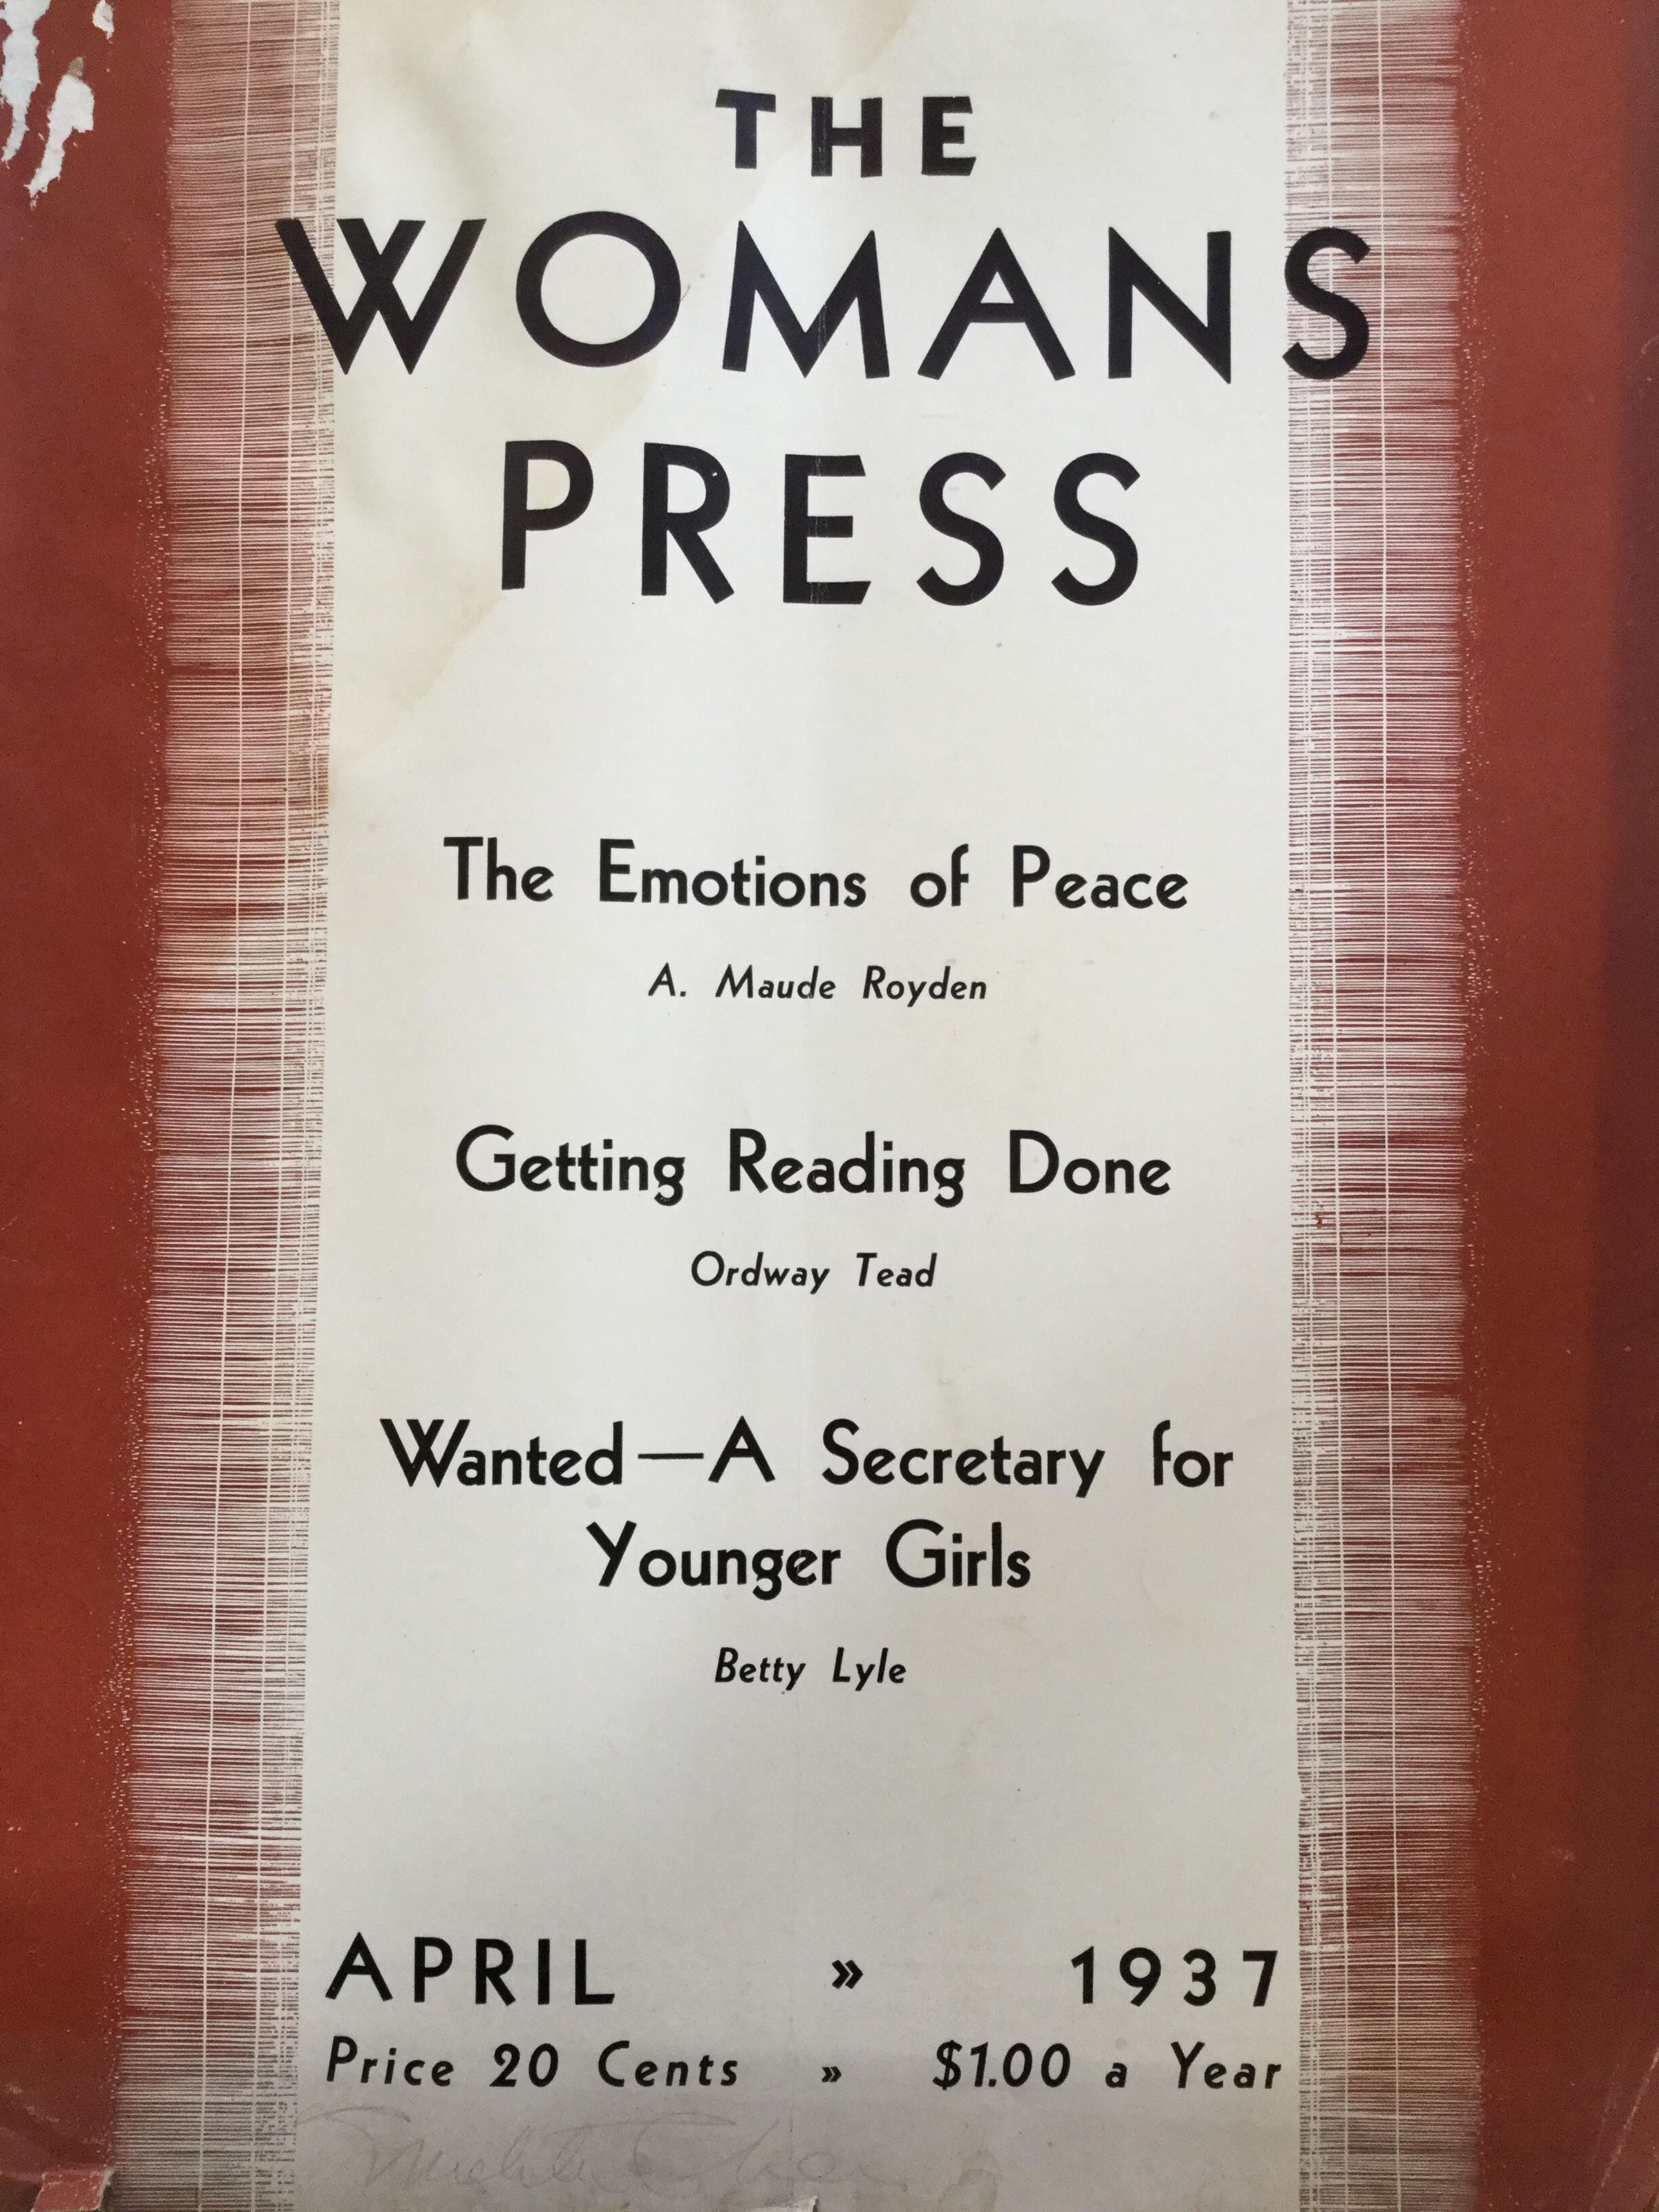 THE
WOMANS
PRESS
The Emotions of Peace
A. Maude Royden
Getting Reading Done
Ordway Tead
Wanted—A Secretary for
Younger Girls
Betty Lyle
APRIL » 1937
Price 20 Cents » $1.00 a Year